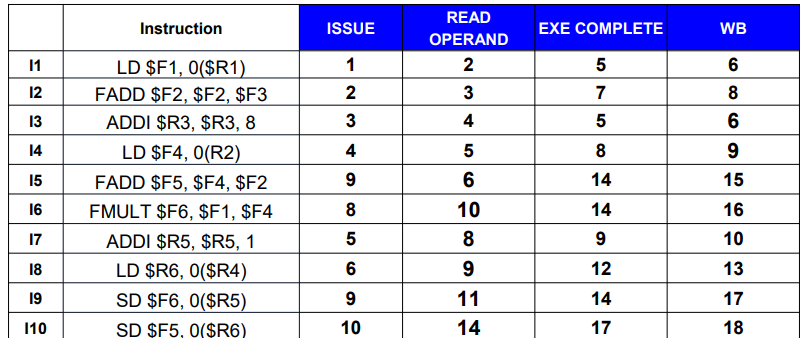 Instruction ISSUE READ OPERAND EXE COMPLETE WB
I1 LD $F1, 0($R1) 1 2 5 6
I2 FADD $F2, $F2, $F3 2 3 7 8
I3 ADDI $R3, $R3, 8 3 4 5 6
I4 LD $F4, 0(R2) 4 5 8 9
I5 FADD $F5, $F4, $F2 9 6 14 15
I6 FMULT $F6, $F1, $F4 8 10 14 16
I7 ADDI $R5, $R5, 1 5 8 9 10
I8 LD $R6, 0($R4) 6 9 12 13
I9 SD $F6, 0($R5) 9 11 14 17
I10 SD $F5, 0($R6) 10 14 17 18